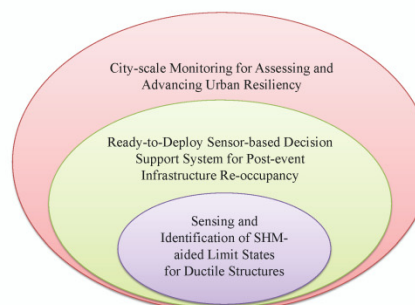 City-scale Monitoring for Assessing and
Advancing Urban Resiliency
Ready-to-Deploy Sensor-based Decision
Support System for Post-event
Infrastructure Re-occupancy
Sensing and
Identification of SHM-
aided Limit States
for Ductile Structures